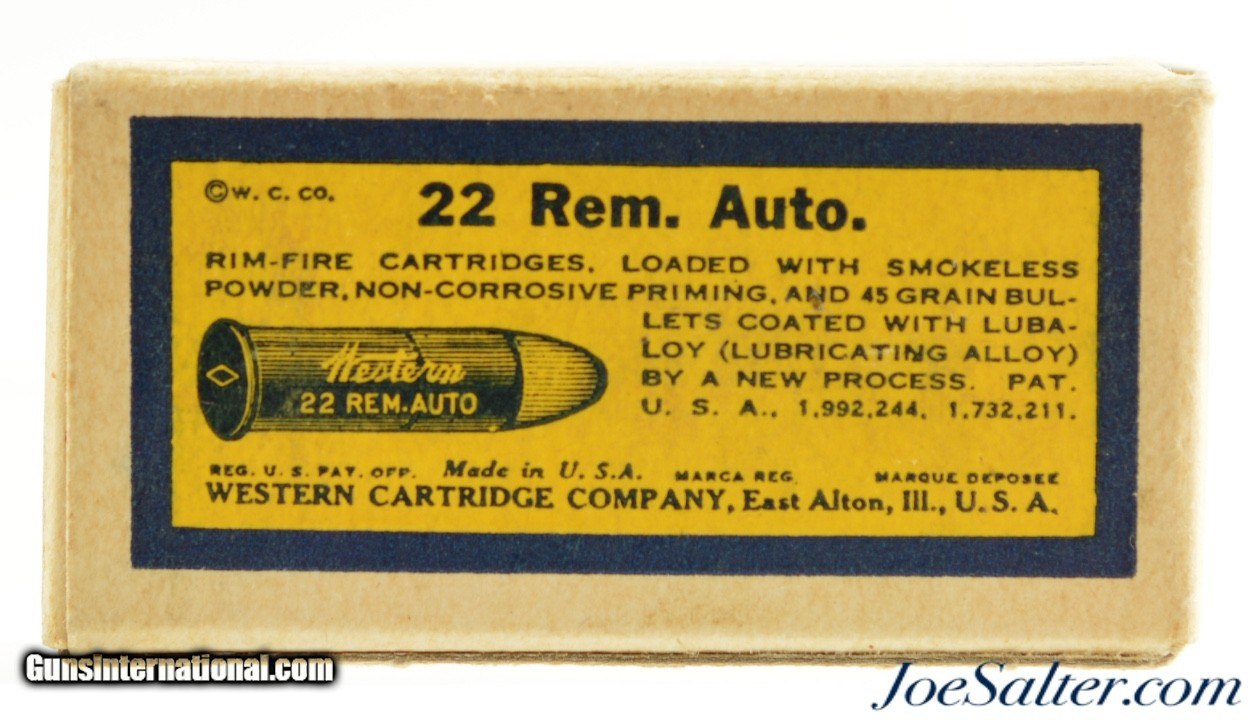 © W. C. CO. 22 Rem. Auto.
RIM-FIRE CARTRIDGES, LOADED WITH SMOKELESS
POWDER, NON-CORROSIVE PRIMING, AND 45 GRAIN BUL-
LETS COATED WITH LUBA-
LOY (LUBRICATING ALLOY)
BY A NEW PROCESS. PAT.
U. S. A., 1,992,244, 1,732,211.
Western
22 REM. AUTO
REG. U. S. PAT. OFF. Made in U. S. A. MARCA REG. MARQUE DEPOSEE
WESTERN CARTRIDGE COMPANY, East Alton, Ill., U. S. A.
GunsInternational.com
JoeSalter.com